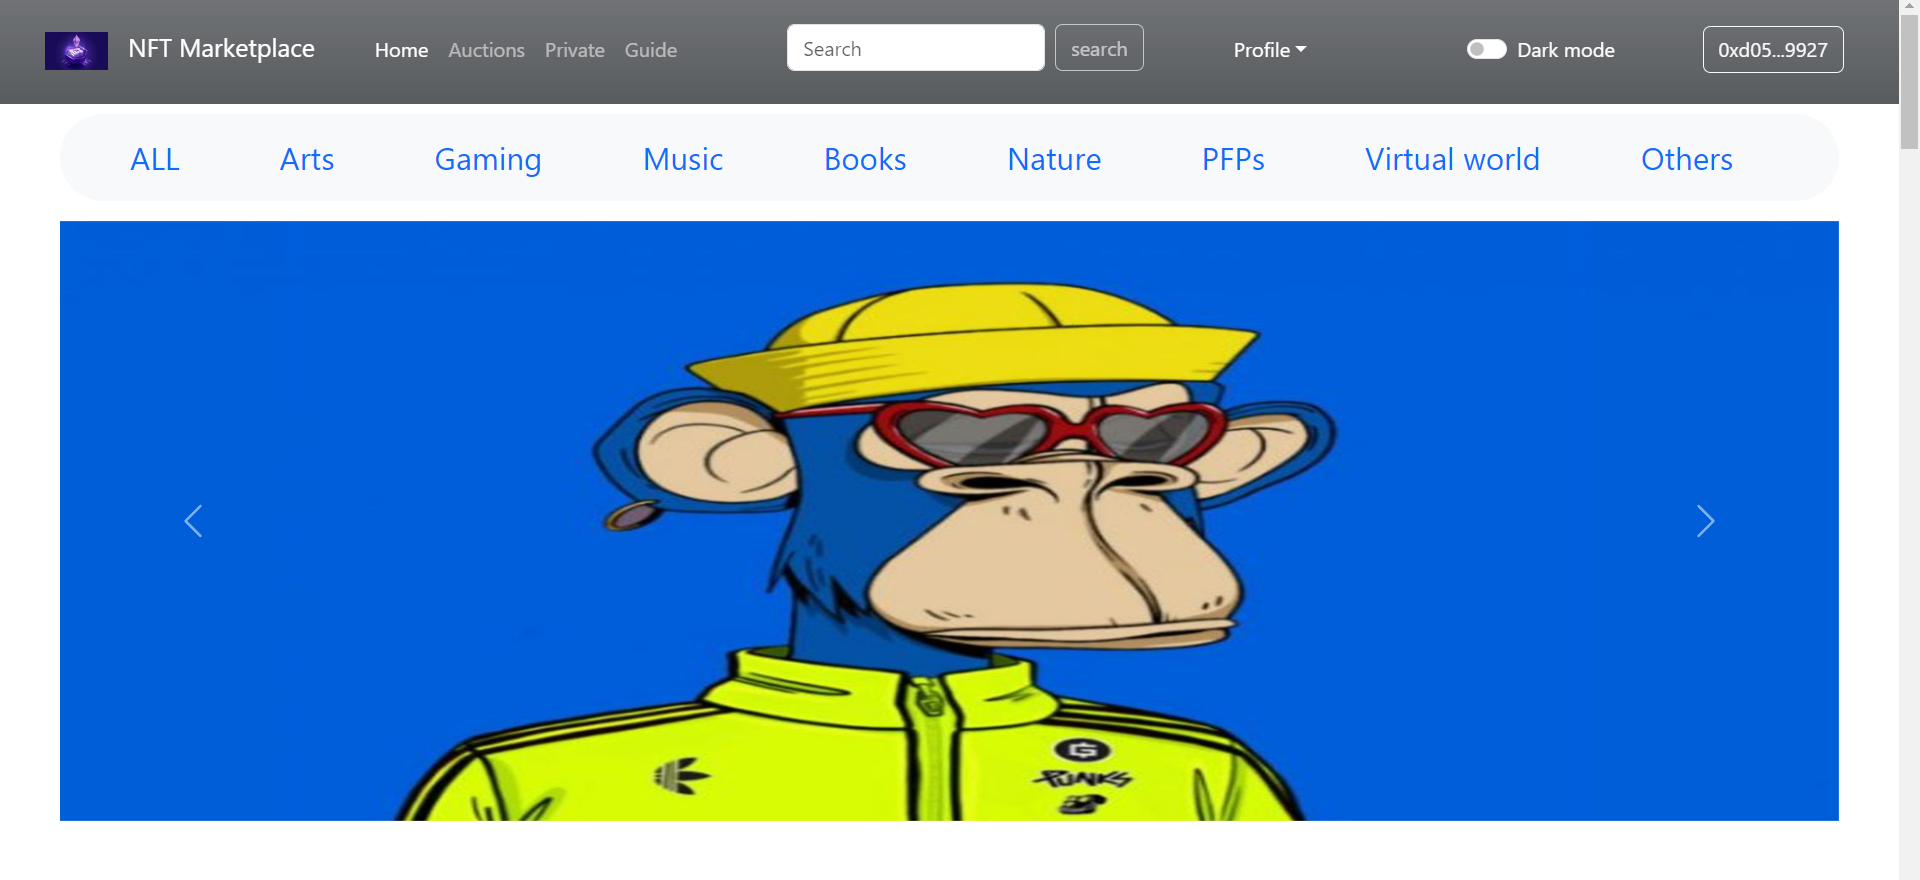 NFT Marketplace Home Auctions Private Guide Search search Profile Dark mode 0xd05...9927
ALL Arts Gaming Music Books Nature PFPs Virtual world Others
G
PUNKS